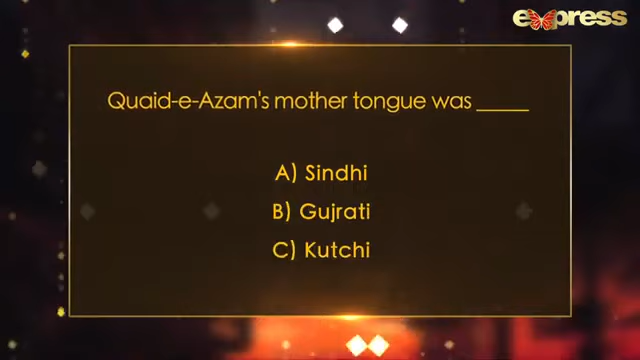 express
Quaid-e-Azam's mother tongue was _____
A) Sindhi
B) Gujrati
C) Kutchi